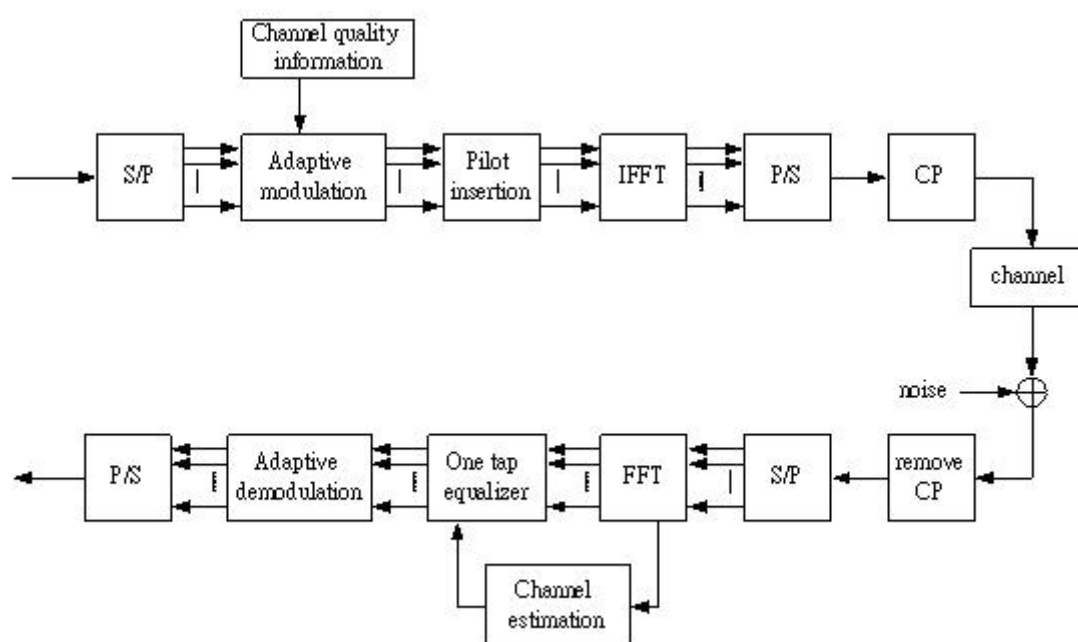 Channel quality
information
S/P
Adaptive
modulation
Pilot
insertion
IFFT
P/S
CP
channel
noise
P/S
Adaptive
demodulation
One tap
equalizer
FFT
S/P
remove
CP
Channel
estimation